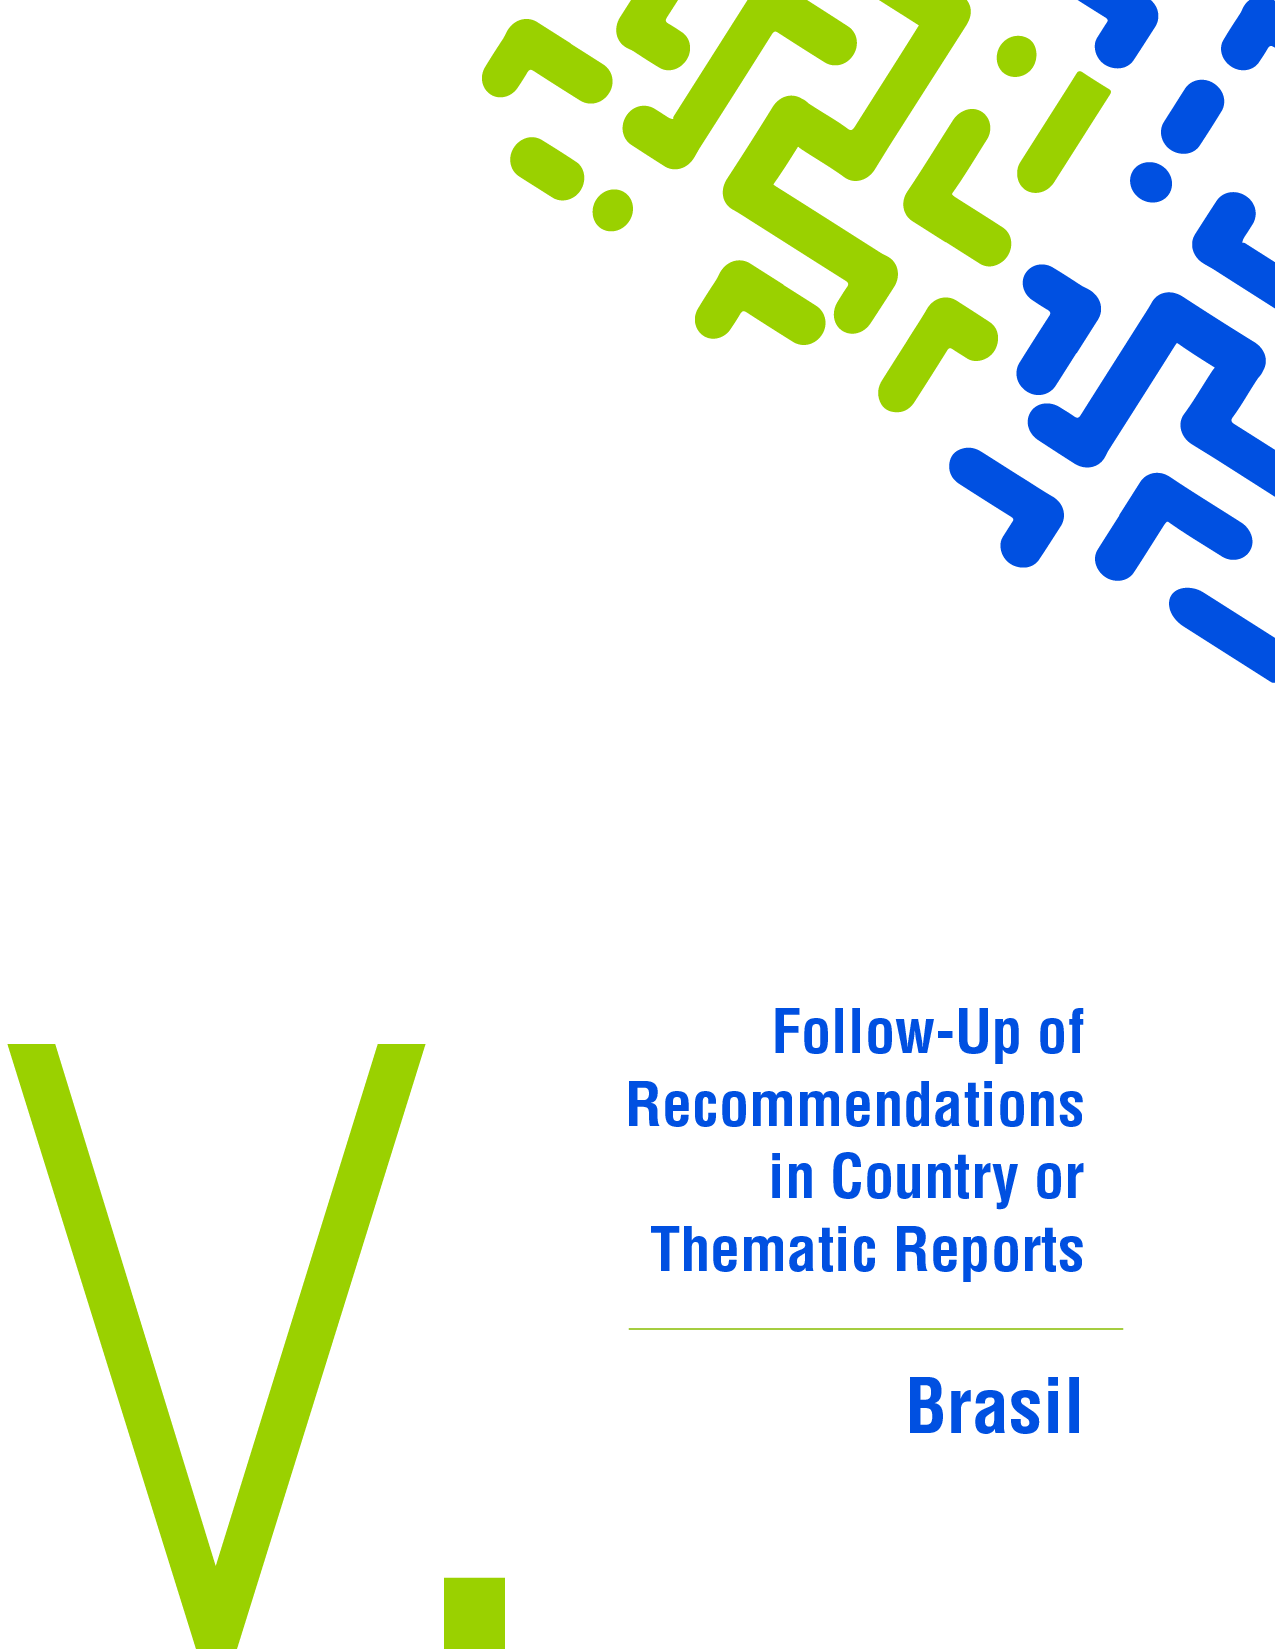 Follow-Up of
Recommendations
in Country or
Thematic Reports
Brasil
V.